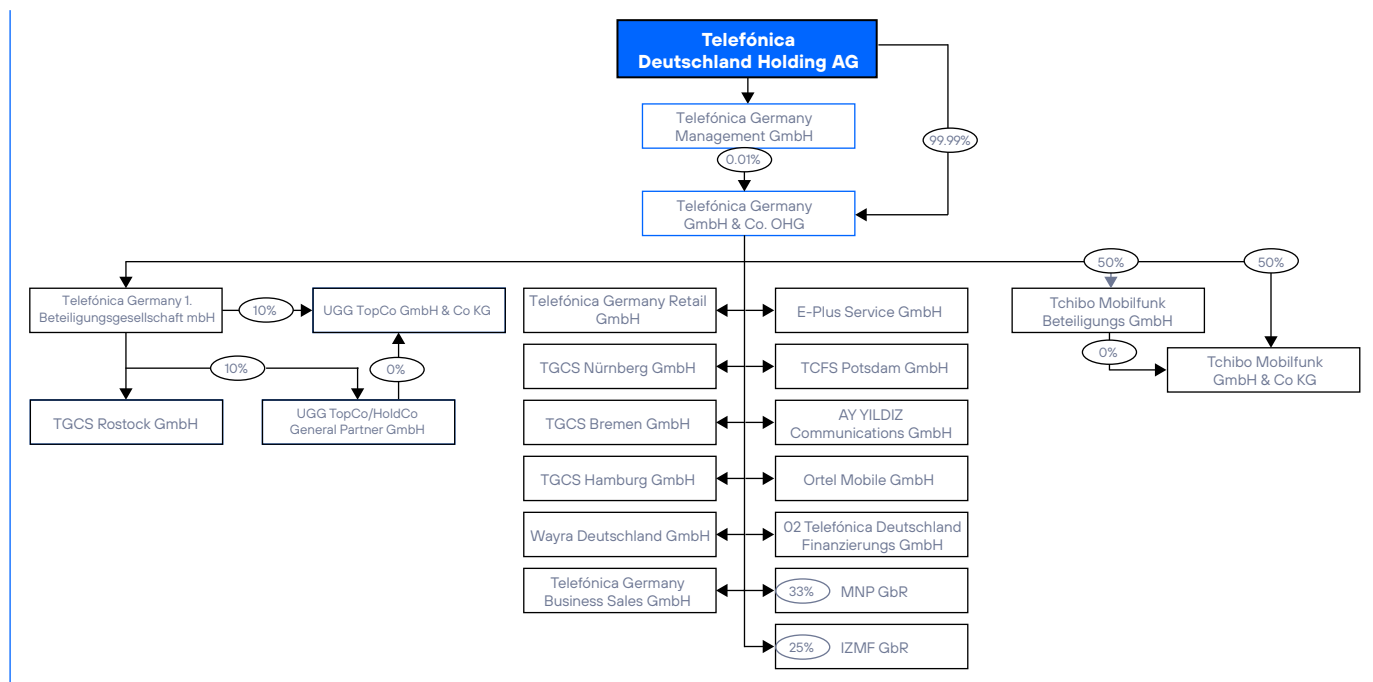 Telefónica
Deutschland Holding AG
Telefónica Germany
Management GmbH
99.99%
0.01%
Telefónica Germany
GmbH & Co. OHG
50%
50%
Telefónica Germany 1.
Beteiligungsgesellschaft mbH
10%
UGG TopCo GmbH & Co KG
10%
0%
TGCS Rostock GmbH
UGG TopCo/HoldCo
General Partner GmbH
Telefónica Germany Retail
GmbH
E-Plus Service GmbH
TGCS Nürnberg GmbH
TCFS Potsdam GmbH
TGCS Bremen GmbH
AY YILDIZ
Communications GmbH
TGCS Hamburg GmbH
Ortel Mobile GmbH
Wayra Deutschland GmbH
02 Telefónica Deutschland
Finanzierungs GmbH
Telefónica Germany
Business Sales GmbH
33%
MNP GbR
25%
IZMF GbR
Tchibo Mobilfunk
Beteiligungs GmbH
0%
Tchibo Mobilfunk
GmbH & Co KG